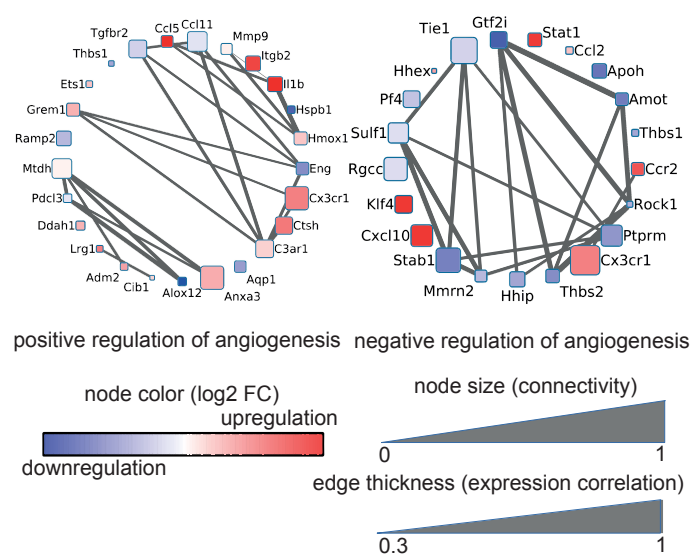 Tgfbr2
Ccl5
Ccl11
Mmp9
Thbs1
Itgb2
Ets1
Il1b
Grem1
Hspb1
Ramp2
Hmox1
Mtdh
Eng
Pdcl3
Cx3cr1
Ddah1
Ctsh
Lrg1
C3ar1
Adm2
Aqp1
Cib1
Anxa3
Alox12
positive regulation of angiogenesis
Gtf2i
Tie1
Stat1
Ccl2
Hhex
Apoh
Pf4
Amot
Sulf1
Thbs1
Rgcc
Ccr2
Klf4
Rock1
Cxcl10
Ptprm
Stab1
Cx3cr1
Mmrn2
Hhip
Thbs2
negative regulation of angiogenesis
node color (log2 FC)
upregulation
downregulation
node size (connectivity)
0 1
edge thickness (expression correlation)
0.3 1